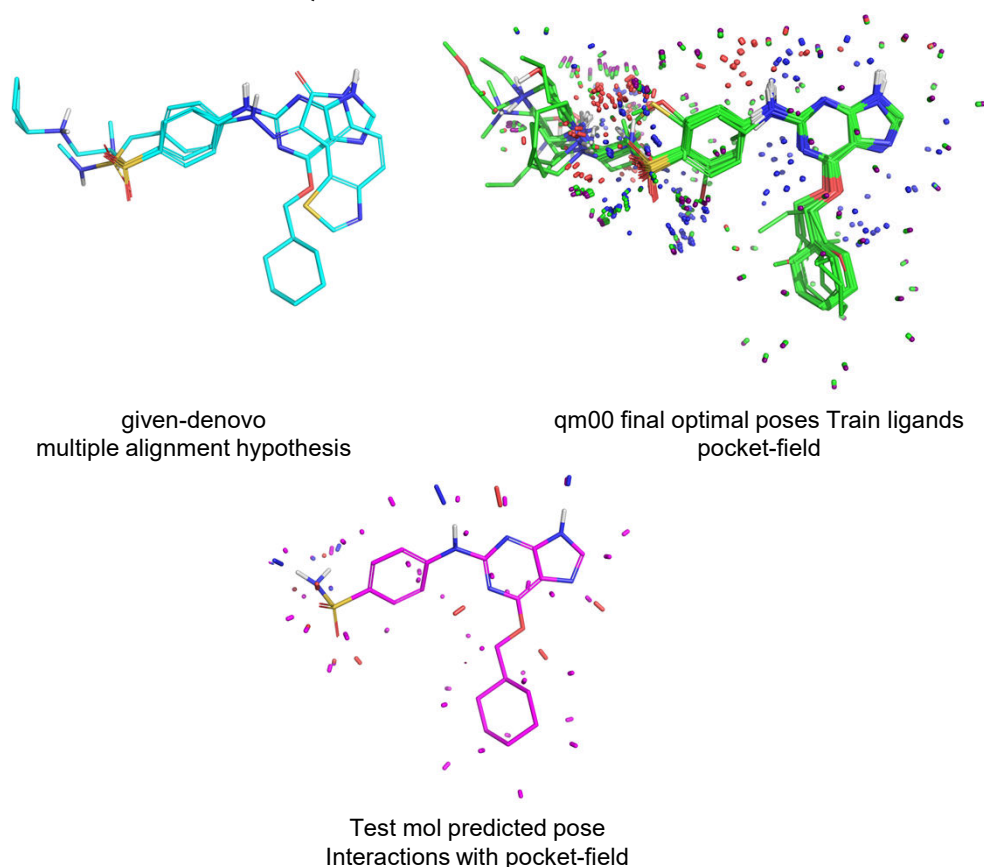 given-denovo
multiple alignment hypothesis
qm00 final optimal poses Train ligands
pocket-field
Test mol predicted pose
Interactions with pocket-field